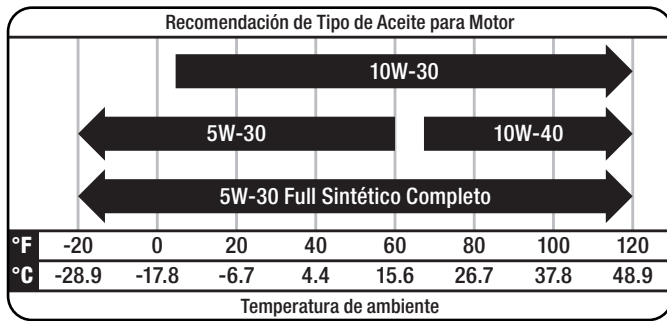 Recomendación de Tipo de Aceite para Motor
10W-30
5W-30 10W-40
5W-30 Full Sintético Completo
°F -20 0 20 40 60 80 100 120
°C -28.9 -17.8 -6.7 4.4 15.6 26.7 37.8 48.9
Temperatura de ambiente